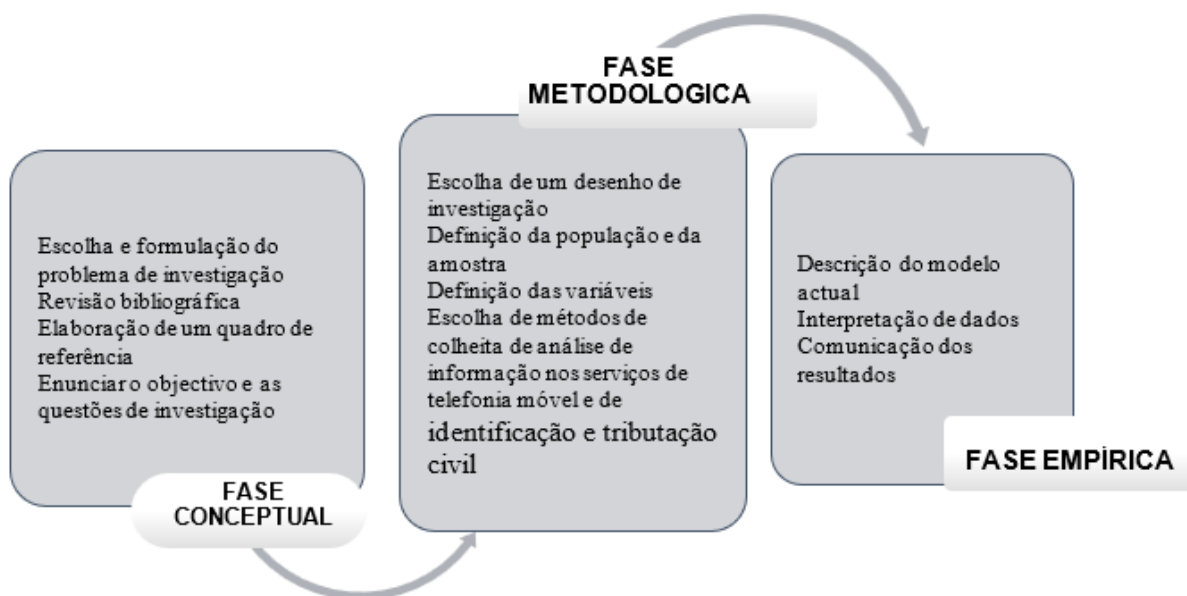 Escolha e formulação do
problema de investigação
Revisão bibliográfica
Elaboração de um quadro de
referência
Enunciar o objectivo e as
questões de investigação
FASE
CONCEPTUAL
FASE
METODOLOGICA
Escolha de um desenho de
investigação
Definição da população e da
amostra
Definição das variáveis
Escolha de métodos de
colheita de análise de
informação nos serviços de
telefonia móvel e de
identificação e tributação
civil
Descrição do modelo
actual
Interpretação de dados
Comunicação dos
resultados
FASE EMPÍRICA